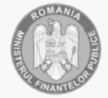 ROMANIA
MINISTERUL FINANTELOR PUBLICE